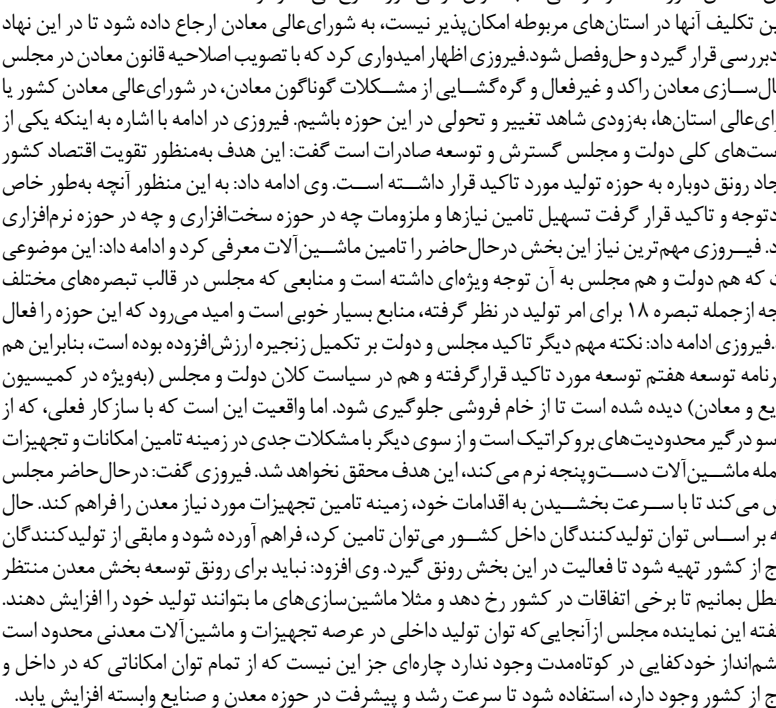 تکلیف آنها در استان‌های مربوطه امکان‌پذیر نیست، به شورای‌عالی معادن ارجاع داده شود تا در این نهاد
قرار گیرد و حل‌وفصل شود.فیروزی اظهار امیدواری کرد که با تصویب اصلاحیه قانون معادن در مجلس
معادن راکد و غیرفعال و گره‌گشایی از مشکلات گوناگون معادن، در شورای‌عالی معادن کشور یا
استان‌ها، به‌زودی شاهد تغییر و تحولی در این حوزه باشیم. فیروزی در ادامه با اشاره به اینکه یکی از
کلی دولت و مجلس گسترش و توسعه صادرات است گفت: این هدف به‌منظور تقویت اقتصاد کشور
رونق دوباره به حوزه تولید مورد تاکید قرار داشته است. وی ادامه داد: به این منظور آنچه به‌طور خاص
و تاکید قرار گرفت تسهیل تامین نیازها و ملزومات چه در حوزه سخت‌افزاری و چه در حوزه نرم‌افزاری
فیروزی مهم‌ترین نیاز این بخش درحال‌حاضر را تامین ماشین‌آلات معرفی کرد و ادامه داد: این موضوعی
که هم دولت و هم مجلس به آن توجه ویژه‌ای داشته است و منابعی که مجلس در قالب تبصره‌های مختلف
ازجمله تبصره ۱۸ برای امر تولید در نظر گرفته، منابع بسیار خوبی است و امید می‌رود که این حوزه را فعال
.فیروزی ادامه داد: نکته مهم دیگر تاکید مجلس و دولت بر تکمیل زنجیره ارزش‌افزوده بوده است، بنابراین هم
توسعه هفتم توسعه مورد تاکید قرارگرفته و هم در سیاست کلان دولت و مجلس (به‌ویژه در کمیسیون
و معادن) دیده شده است تا از خام فروشی جلوگیری شود. اما واقعیت این است که با سازکار فعلی، که از
درگیر محدودیت‌های بروکراتیک است و از سوی دیگر با مشکلات جدی در زمینه تامین امکانات و تجهیزات
ماشین‌آلات دست‌وپنجه نرم می‌کند، این هدف محقق نخواهد شد. فیروزی گفت: درحال‌حاضر مجلس
می‌کند تا با سرعت بخشیدن به اقدامات خود، زمینه تامین تجهیزات مورد نیاز معدن را فراهم کند. حال
بر اساس توان تولیدکنندگان داخل کشور می‌توان تامین کرد، فراهم آورده شود و مابقی از تولیدکنندگان
از کشور تهیه شود تا فعالیت در این بخش رونق گیرد. وی افزود: نباید برای رونق توسعه بخش معدن منتظر
بمانیم تا برخی اتفاقات در کشور رخ دهد و مثلا ماشین‌سازی‌های ما بتوانند تولید خود را افزایش دهند.
این نماینده مجلس ازآنجایی‌که توان تولید داخلی در عرصه تجهیزات و ماشین‌آلات معدنی محدود است
خودکفایی در کوتاه‌مدت وجود ندارد چاره‌ای جز این نیست که از تمام توان امکاناتی که در داخل و
از کشور وجود دارد، استفاده شود تا سرعت رشد و پیشرفت در حوزه معدن و صنایع وابسته افزایش یابد.